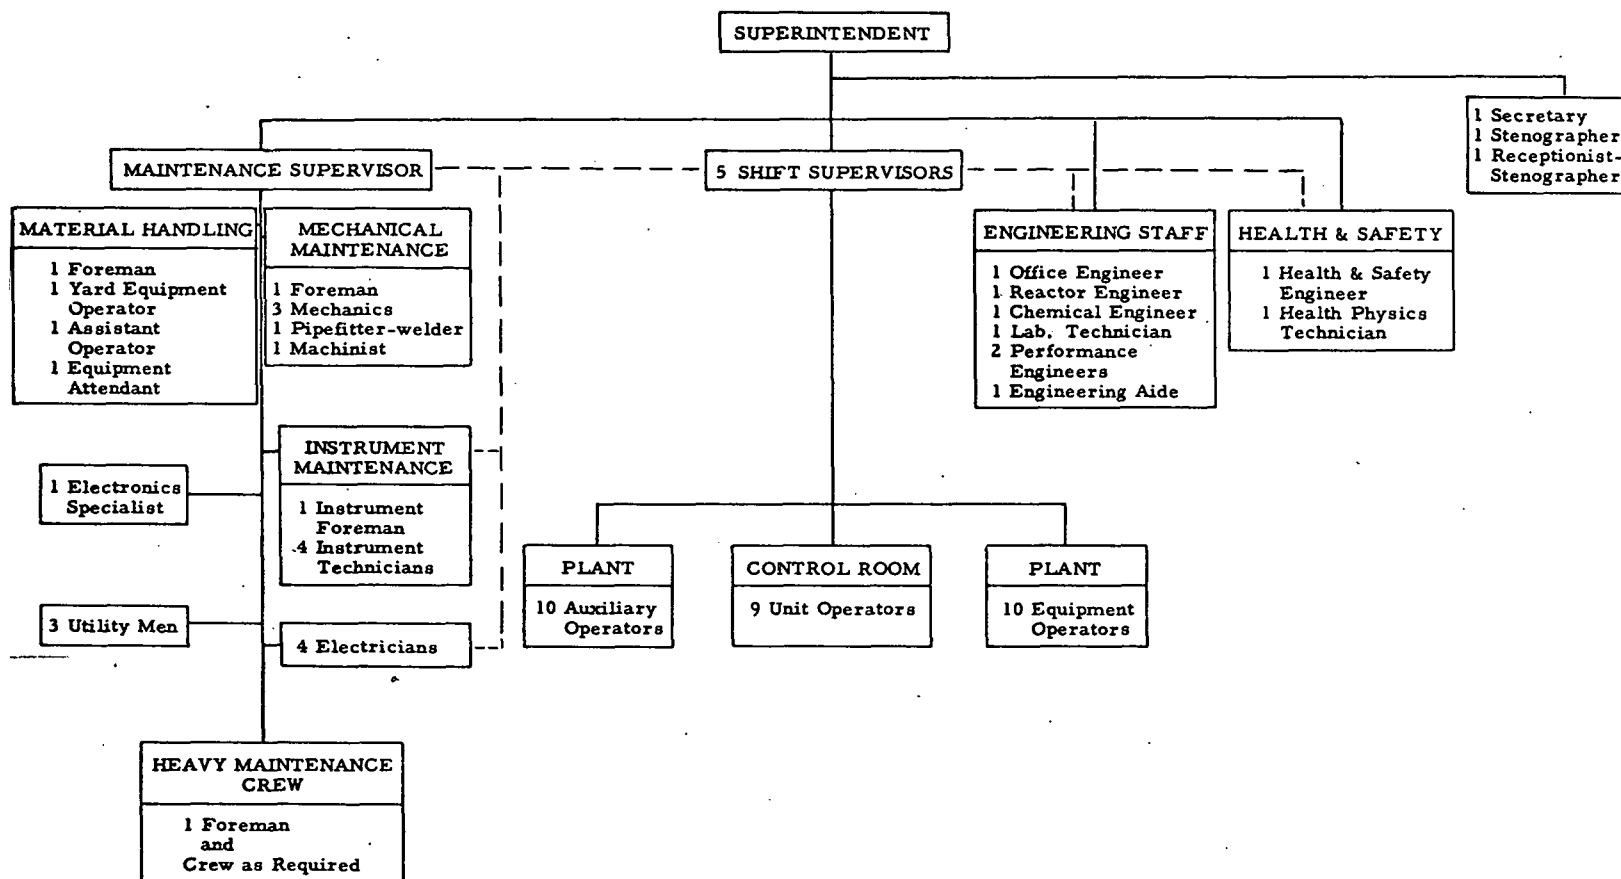 SUPERINTENDENT
1 Secretary
1 Stenographer
1 Receptionist-
Stenographer
MAINTENANCE SUPERVISOR
5 SHIFT SUPERVISORS
MATERIAL HANDLING
1 Foreman
1 Yard Equipment
Operator
1 Assistant
Operator
1 Equipment
Attendant
MECHANICAL
MAINTENANCE
1 Foreman
3 Mechanics
1 Pipefitter-welder
1 Machinist
ENGINEERING STAFF
1 Office Engineer
1 Reactor Engineer
1 Chemical Engineer
1 Lab. Technician
2 Performance
Engineers
1 Engineering Aide
HEALTH & SAFETY
1 Health & Safety
Engineer
1 Health Physics
Technician
INSTRUMENT
MAINTENANCE
1 Instrument
Foreman
4 Instrument
Technicians
1 Electronics
Specialist
3 Utility Men
4 Electricians
PLANT
10 Auxiliary
Operators
CONTROL ROOM
9 Unit Operators
PLANT
10 Equipment
Operators
HEAVY MAINTENANCE
CREW
1 Foreman
and
Crew as Required